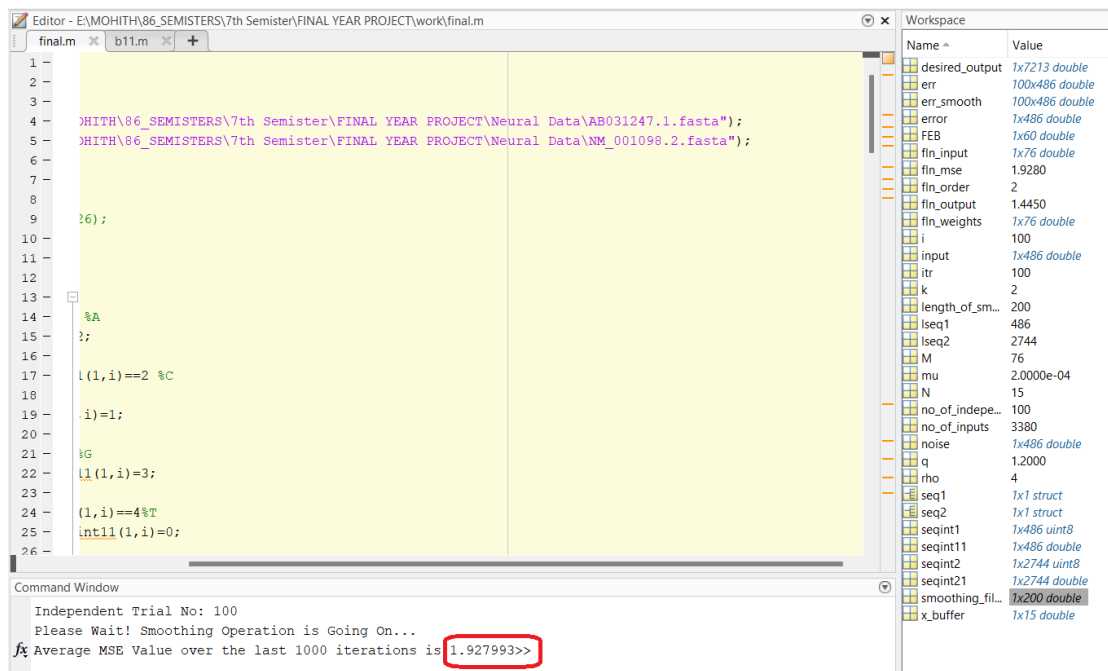 Editor - E:\MOHITH\86_SEMISTERS\7th Semister\FINAL YEAR PROJECT\work\final.m
final.m × b11.m × +
1 –
2 –
3 –
4 – OHITH\86_SEMISTERS\7th Semister\FINAL YEAR PROJECT\Neural Data\AB031247.1.fasta");
5 – OHITH\86_SEMISTERS\7th Semister\FINAL YEAR PROJECT\Neural Data\NM_001098.2.fasta");
6 –
7 –
8
9 26);
10 –
11 –
12
13 –
14 – %A
15 – 2;
16 –
17 – 1(1,i)==2 %C
18
19 – i)=1;
20 –
21 – %G
22 – 11(1,i)=3;
23 –
24 – (1,i)==4%T
25 – int11(1,i)=0;
26 –
Command Window
Independent Trial No: 100
Please Wait! Smoothing Operation is Going On...
fx Average MSE Value over the last 1000 iterations is 1.927993>>
Workspace
Name Value
desired_output 1x7213 double
err 100x486 double
err_smooth 100x486 double
error 1x486 double
FEB 1x60 double
fln_input 1x76 double
fln_mse 1.9280
fln_order 2
fln_output 1.4450
fln_weights 1x76 double
i 100
input 1x486 double
itr 100
k 2
length_of_sm... 200
lseq1 486
lseq2 2744
M 76
mu 2.0000e-04
N 15
no_of_indepe... 100
no_of_inputs 3380
noise 1x486 double
q 1.2000
rho 4
seq1 1x1 struct
seq2 1x1 struct
seqint1 1x486 uint8
seqint11 1x486 double
seqint2 1x2744 uint8
seqint21 1x2744 double
smoothing_fil... 1x200 double
x_buffer 1x15 double